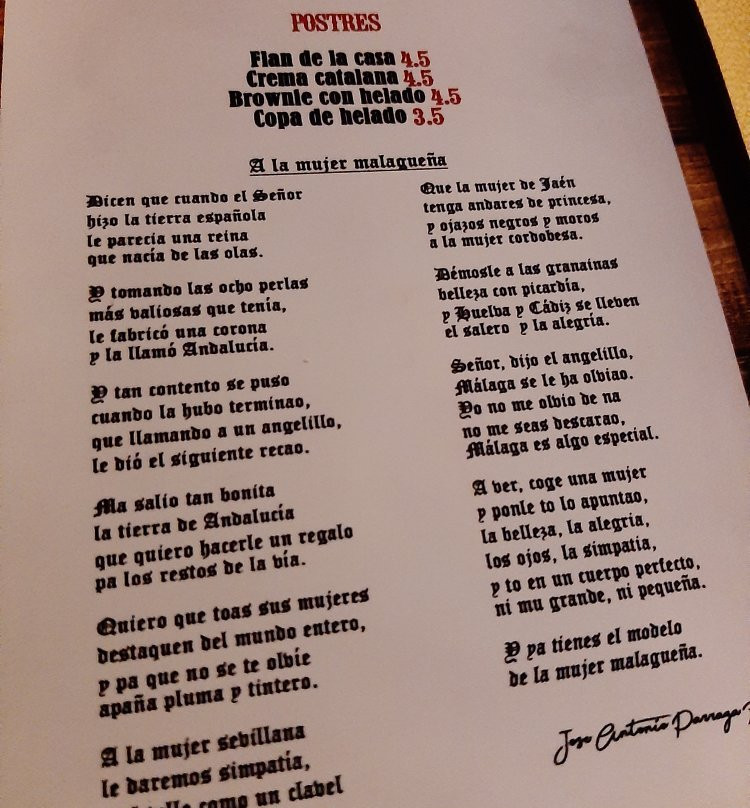 POSTRES
Flan de la casa 4.5
Crema catalana 4.5
Brownie con helado 4.5
Copa de helado 3.5
A la mujer malagueña
Dicen que cuando el Señor
hizo la tierra española
le parecía una reina
que nacía de las olas.
Y tomando las ocho perlas
más valiosas que tenía,
le fabricó una corona
y la llamó Andalucía.
Y tan contento se puso
cuando la hubo terminao,
que llamando a un angelillo,
le dió el siguiente recao.
Ma salio tan bonita
la tierra de Andalucía
que quiero hacerle un regalo
pa los restos de la vía.
Quiero que toas sus mujeres
destaquen del mundo entero,
y pa que no se te olvíe
apaña pluma y tintero.
A la mujer sevillana
le daremos simpatía,
como un clavel
Que la mujer de Jaén
tenga andares de princesa,
y ojazos negros y moros
a la mujer cordobesa.
Démosle a las granainas
belleza con picardía,
y Huelva y Cádiz se lleven
el salero y la alegría.
Señor, dijo el angelillo,
Málaga se le ha olviao.
Yo no me olvio de na
no me seas descarao,
Málaga es algo especial.
A ver, coge una mujer
y ponle to lo apuntao,
la belleza, la alegria,
los ojos, la simpatia,
y to en un cuerpo perfecto,
ni mu grande, ni pequeña.
Y ya tienes el modelo
de la mujer malagueña.
Jose Antonio Parraga